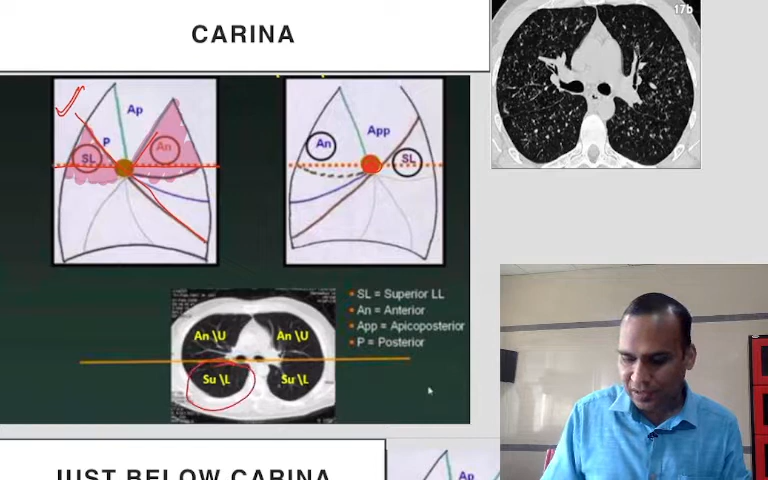 CARINA
17b
Ap
P
SL
An
An
App
SL
An \U
An \U
Su \L
Su \L
SL = Superior LL
An = Anterior
App = Apicoposterior
P = Posterior
JUST BELOW CARINA
Ap